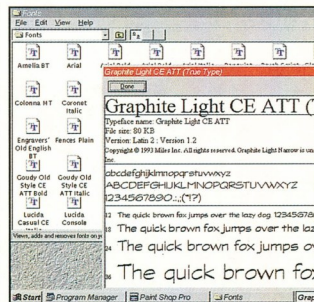 Fonts
File Edit View Help
Fonts
Amelia BT
Arial
Graphite Light CE ATT (True Type)
Done
Colonna MT
Coronet Italic
Graphite Light CE ATT (T
Typeface name: Graphite Light CE ATT
File size: 80 KB
Version: Latin 2 : Version 1.2
Copyright © 1993 Miles Inc. All rights reserved. Graphite Light Narrow is on
Inc.
Engravers'
Old English
BT
Fences Plain
abcdefghijklmnopqrstuvwxyz
ABCDEFGHIJKLMNOPQRSTUVWXYZ
1234567890.:,;("!?)
Goudy Old
Style CE
ATT Bold
Goudy Old
Style CE
ATT Italic
Lucida
Casual CE
Lucida
Console
12 The quick brown fox jumps over the lazy dog. 12345678
18 The quick brown fox jumps over the laz
24 The quick brown fox jumps o
36 The quick brown fo
Views, adds and removes fonts on yo
Start
Program Manager
Paint Shop Pro
Fonts
Grap